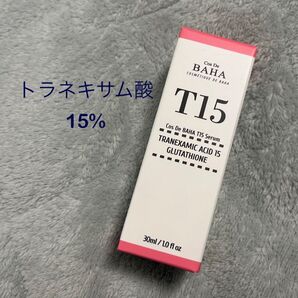 トラネキサム酸
15%
Cos De
BAHA
COSMETIQUE DE BAHA
T15
Cos De BAHA T15 Serum
TRANEXAMIC ACID 15
GLUTATHIONE
30ml / 1.0 fl oz